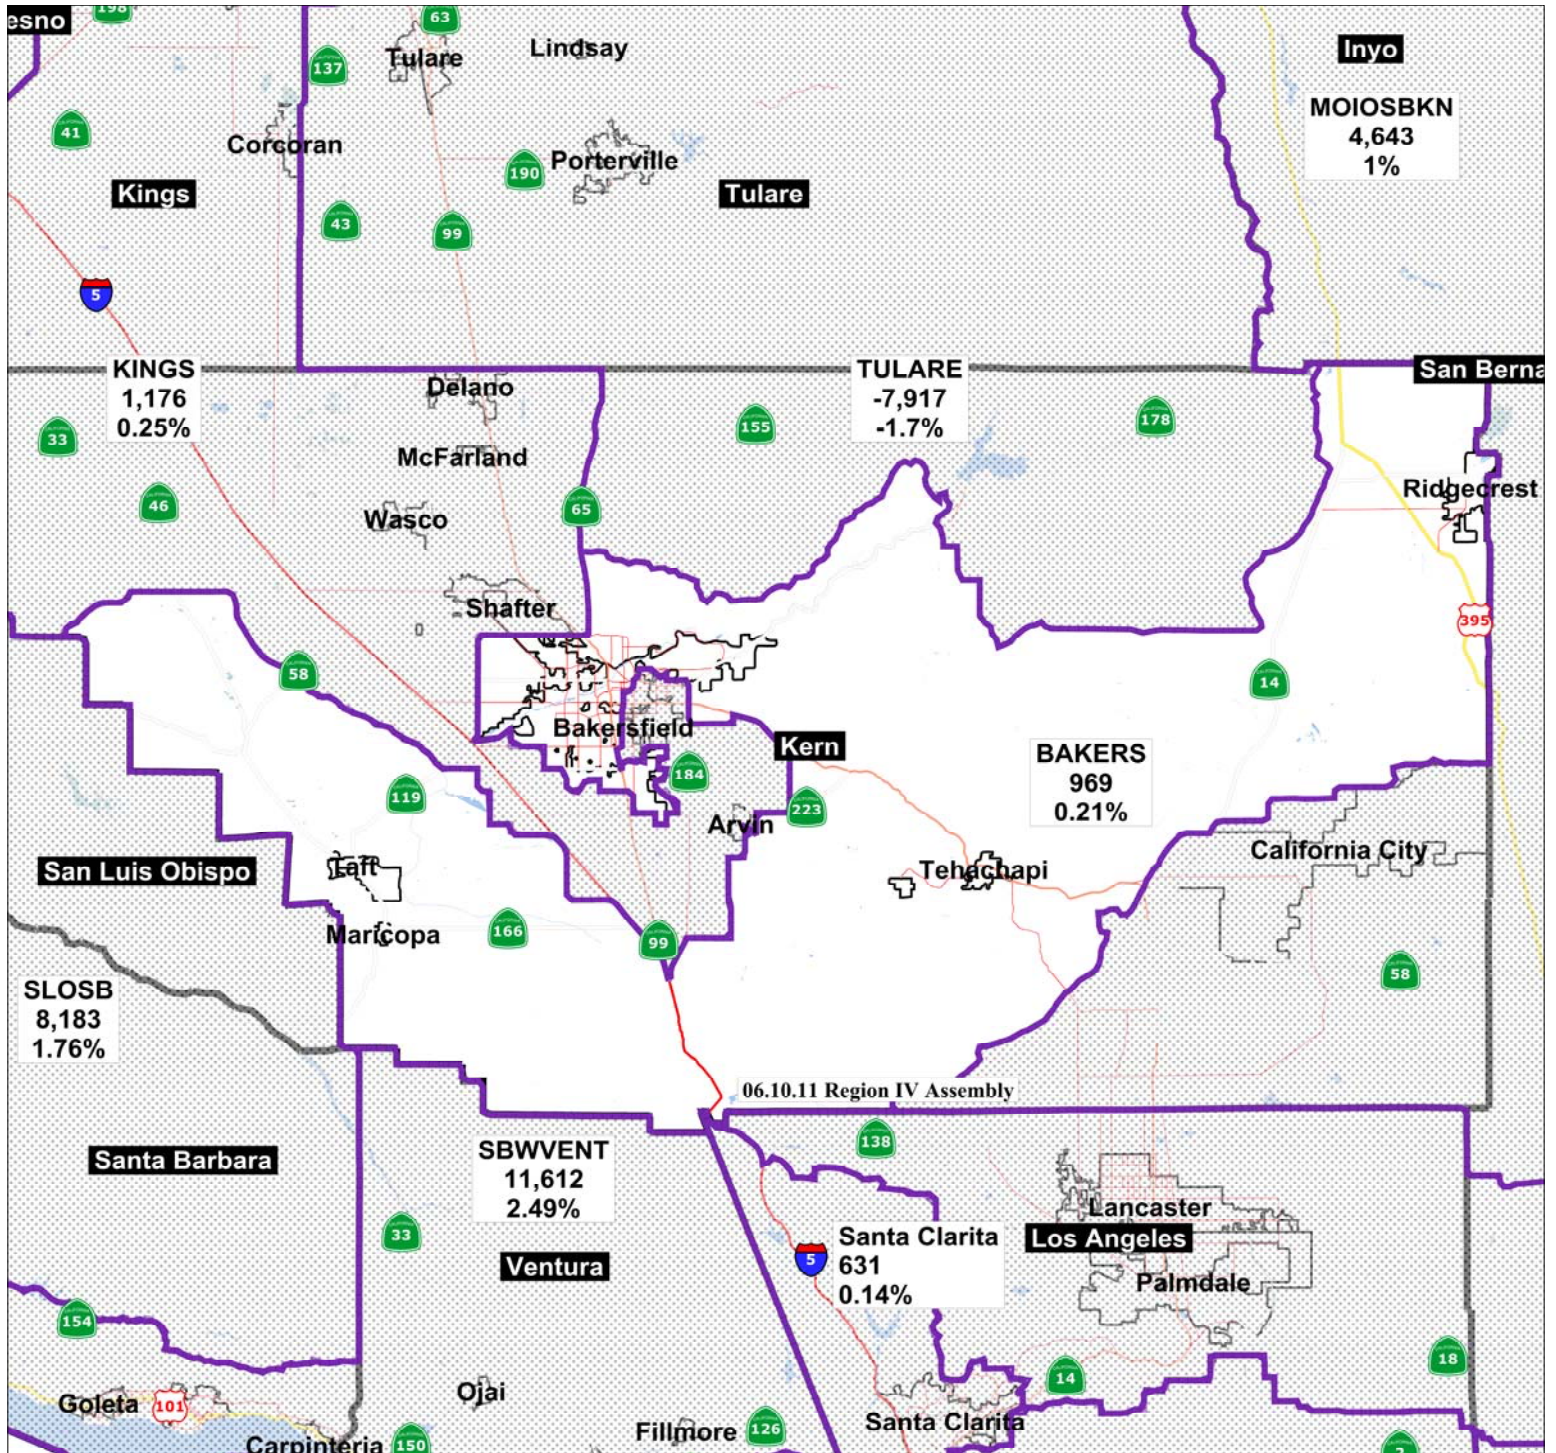 esno
198
63
Tulare
Lindsay
Inyo
137
MOIOSBKN
4,643
1%
41
Corcoran
190
Porterville
Kings
Tulare
43
99
5
KINGS
1,176
0.25%
Delano
TULARE
-7,917
-1.7%
San Berna
33
155
178
McFarland
46
Wasco
65
Ridgecrest
Shafter
395
58
14
Bakersfield
Kern
184
BAKERS
969
0.21%
119
223
Arvin
California City
San Luis Obispo
Taft
Tehachapi
Maricopa
166
99
58
SLOSB
8,183
1.76%
06.10.11 Region IV Assembly
138
Santa Barbara
SBWVENT
11,612
2.49%
Lancaster
33
Santa Clarita
631
0.14%
Los Angeles
5
Ventura
Palmdale
154
18
14
Goleta
101
Ojai
Santa Clarita
Fillmore
126
Carpinteria
150
2